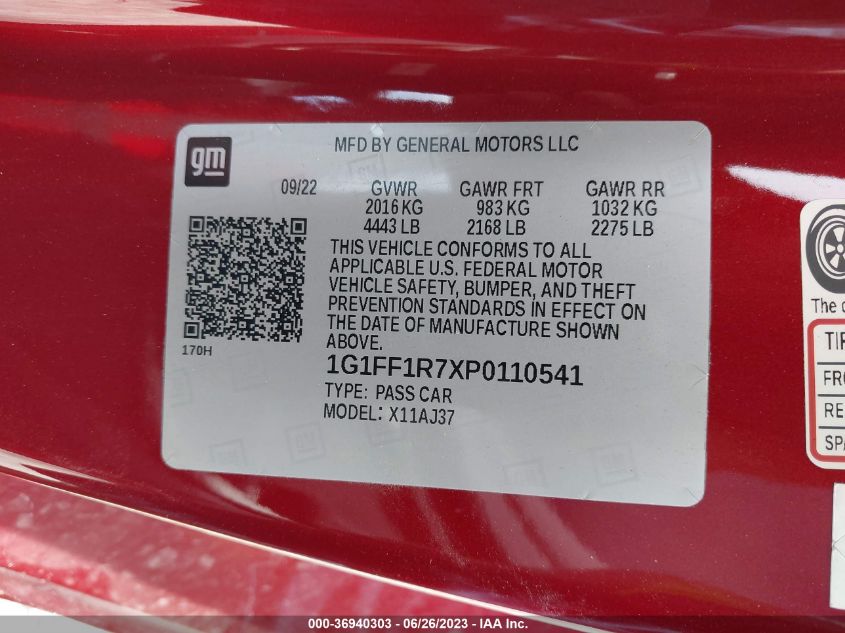 gm
MFD BY GENERAL MOTORS LLC
09/22 GVWR GAWR FRT GAWR RR
2016 KG 983 KG 1032 KG
4443 LB 2168 LB 2275 LB
THIS VEHICLE CONFORMS TO ALL
APPLICABLE U.S. FEDERAL MOTOR
VEHICLE SAFETY, BUMPER, AND THEFT
PREVENTION STANDARDS IN EFFECT ON
THE DATE OF MANUFACTURE SHOWN
ABOVE.
170H
1G1FF1R7XP0110541
TYPE: PASS CAR
MODEL: X11AJ37
The
000-36940303 - 06/26/2023 - IAA Inc.